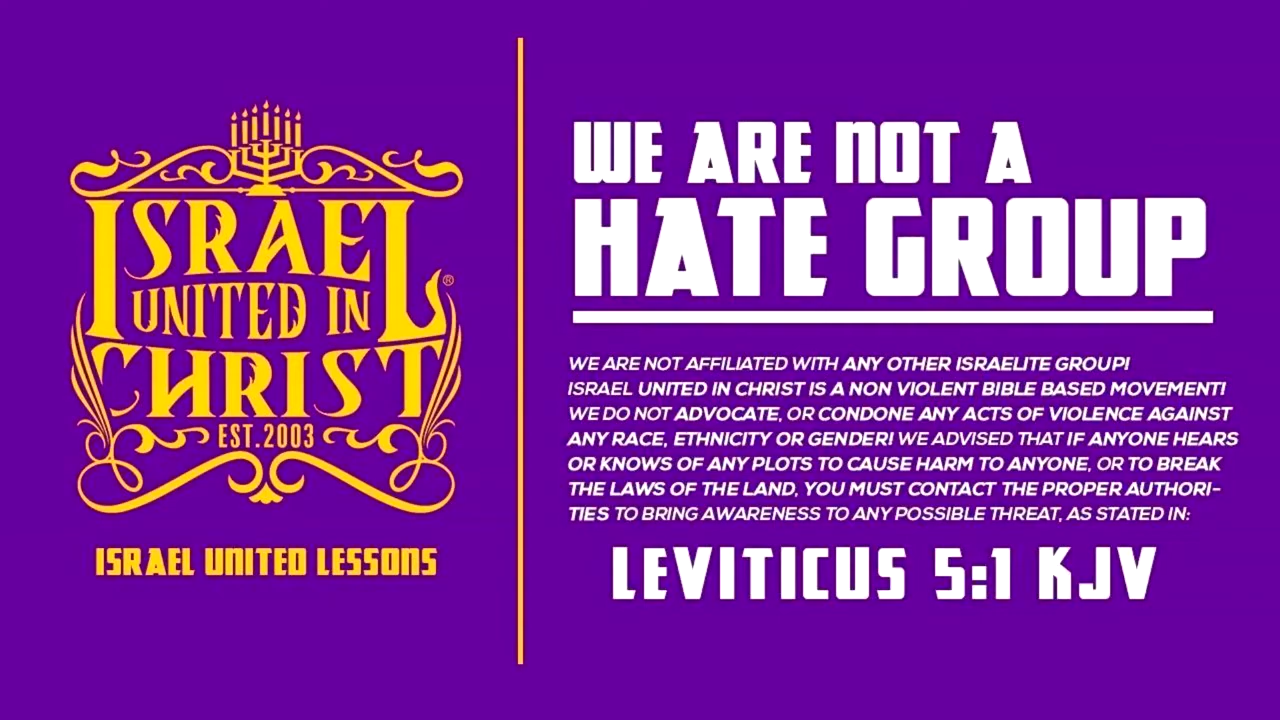 ISRAEL
UNITED IN
CHRIST
®
EST.2003
ISRAEL UNITED LESSONS
WE ARE NOT A
HATE GROUP
WE ARE NOT AFFILIATED WITH ANY OTHER ISRAELITE GROUP!
ISRAEL UNITED IN CHRIST IS A NON VIOLENT BIBLE BASED MOVEMENT!
WE DO NOT ADVOCATE, OR CONDONE ANY ACTS OF VIOLENCE AGAINST
ANY RACE, ETHNICITY OR GENDER! WE ADVISED THAT IF ANYONE HEARS
OR KNOWS OF ANY PLOTS TO CAUSE HARM TO ANYONE, OR TO BREAK
THE LAWS OF THE LAND, YOU MUST CONTACT THE PROPER AUTHORI-
TIES TO BRING AWARENESS TO ANY POSSIBLE THREAT, AS STATED IN:
LEVITICUS 5:1 KJV